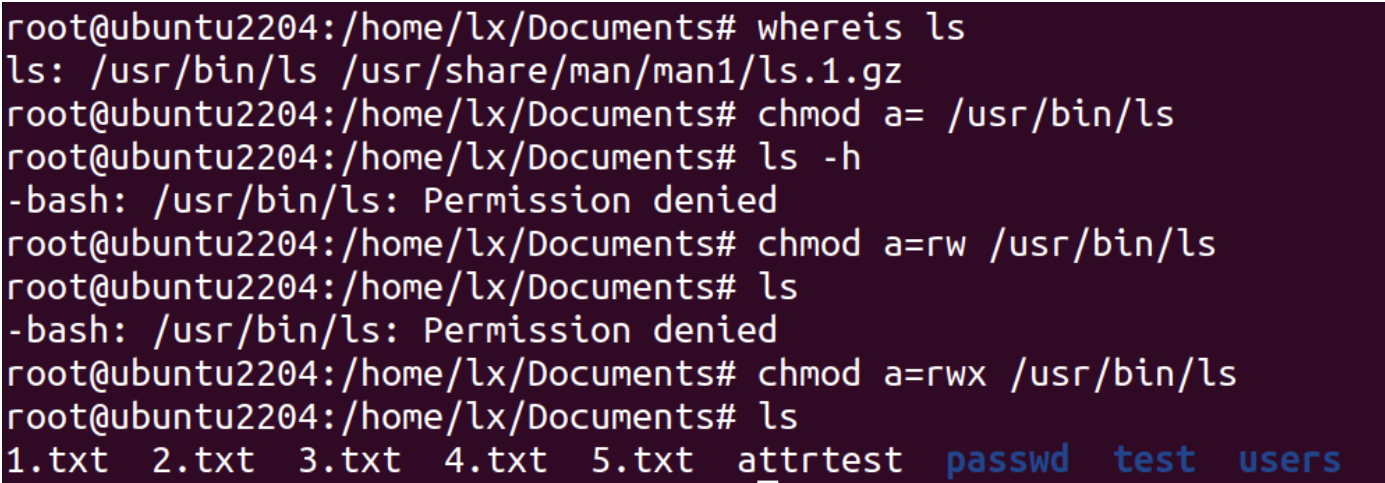 root@ubuntu2204:/home/lx/Documents# whereis ls
ls: /usr/bin/ls /usr/share/man/man1/ls.1.gz
root@ubuntu2204:/home/lx/Documents# chmod a= /usr/bin/ls
root@ubuntu2204:/home/lx/Documents# ls -h
-bash: /usr/bin/ls: Permission denied
root@ubuntu2204:/home/lx/Documents# chmod a=rw /usr/bin/ls
root@ubuntu2204:/home/lx/Documents# ls
-bash: /usr/bin/ls: Permission denied
root@ubuntu2204:/home/lx/Documents# chmod a=rwx /usr/bin/ls
root@ubuntu2204:/home/lx/Documents# ls
1.txt  2.txt  3.txt  4.txt  5.txt  attrtest  passwd  test  users